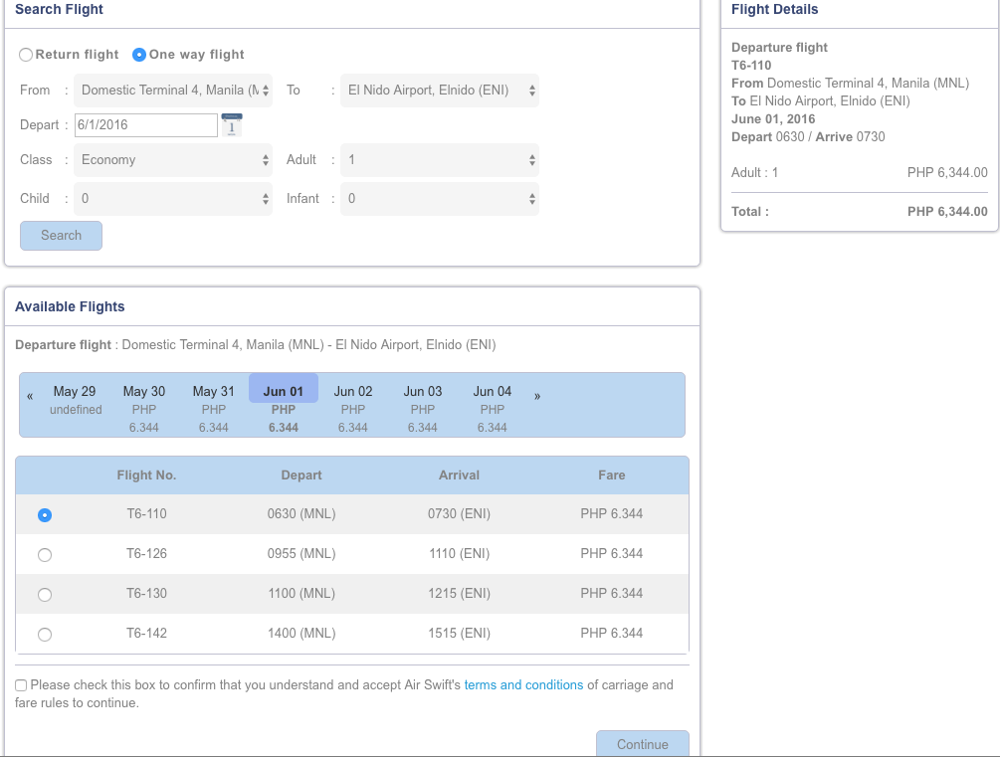 Search Flight
Return flight One way flight
From : Domestic Terminal 4, Manila (M To : El Nido Airport, Elnido (ENI)
Depart : 6/1/2016 1
Class : Economy Adult : 1
Child : 0 Infant : 0
Search
Flight Details
Departure flight
T6-110
From Domestic Terminal 4, Manila (MNL)
To El Nido Airport, Elnido (ENI)
June 01, 2016
Depart 0630 / Arrive 0730
Adult : 1 PHP 6,344.00
Total : PHP 6,344.00
Available Flights
Departure flight : Domestic Terminal 4, Manila (MNL) - El Nido Airport, Elnido (ENI)
« May 29 May 30 May 31 Jun 01 Jun 02 Jun 03 Jun 04 »
undefined PHP PHP PHP PHP PHP PHP
6.344 6.344 6.344 6.344 6.344 6.344
Flight No. Depart Arrival Fare
T6-110 0630 (MNL) 0730 (ENI) PHP 6.344
T6-126 0955 (MNL) 1110 (ENI) PHP 6.344
T6-130 1100 (MNL) 1215 (ENI) PHP 6.344
T6-142 1400 (MNL) 1515 (ENI) PHP 6.344
Please check this box to confirm that you understand and accept Air Swift's terms and conditions of carriage and
fare rules to continue.
Continue